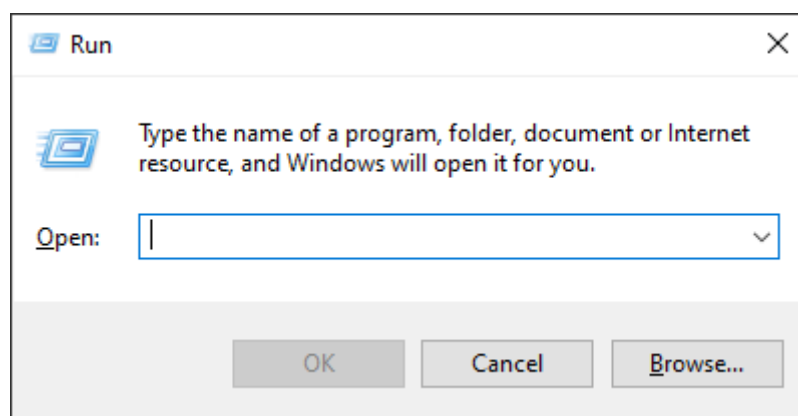 Run
Type the name of a program, folder, document or Internet
resource, and Windows will open it for you.
Open:
OK Cancel Browse...